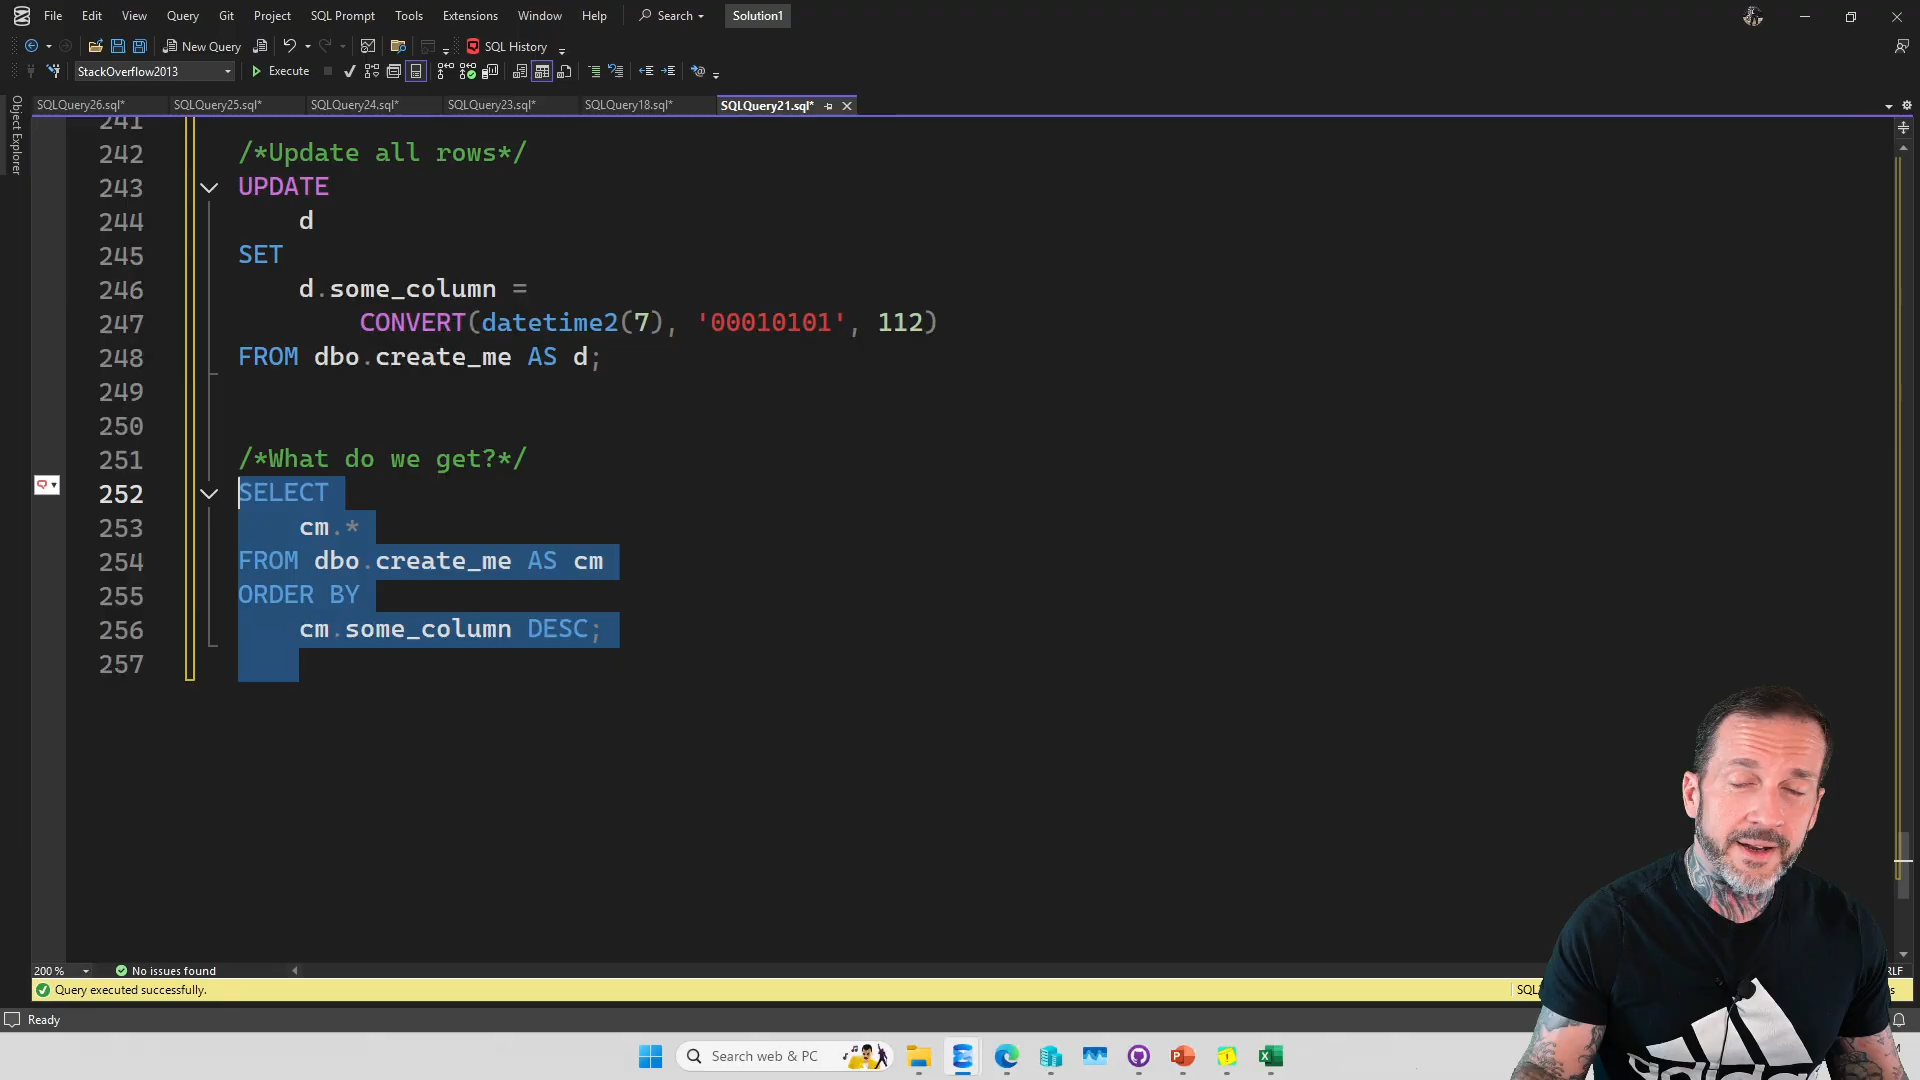 File Edit View Query Git Project SQL Prompt Tools Extensions Window Help Search Solution1
New Query SQL History
StackOverflow2013 Execute
SQLQuery26.sql* SQLQuery25.sql* SQLQuery24.sql* SQLQuery23.sql* SQLQuery18.sql* SQLQuery21.sql*
Object Explorer
241
242 /*Update all rows*/
243 UPDATE
244 d
245 SET
246 d.some_column =
247 CONVERT(datetime2(7), '00010101', 112)
248 FROM dbo.create_me AS d;
249
250
251 /*What do we get?*/
252 SELECT
253 cm.*
254 FROM dbo.create_me AS cm
255 ORDER BY
256 cm.some_column DESC;
257
200 % No issues found
Query executed successfully.
Ready
Search web & PC
adidas